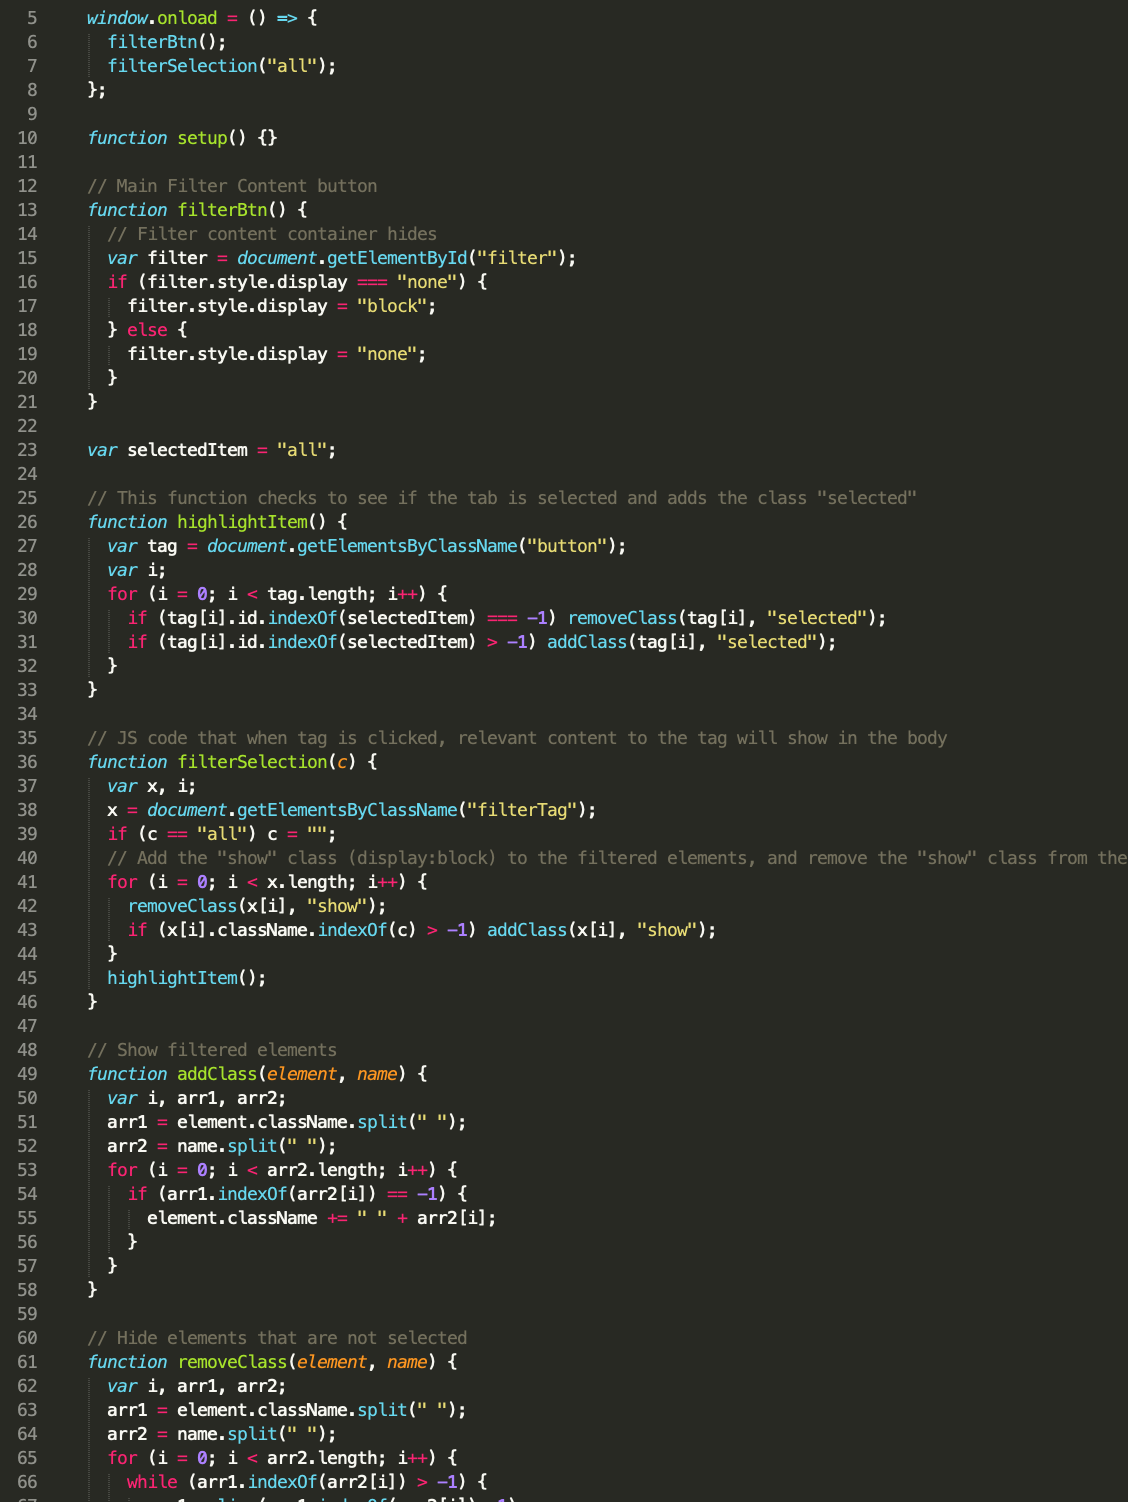 5 window.onload = () => {
6 filterBtn();
7 filterSelection("all");
8 };
9
10 function setup() {}
11
12 // Main Filter Content button
13 function filterBtn() {
14 // Filter content container hides
15 var filter = document.getElementById("filter");
16 if (filter.style.display === "none") {
17 filter.style.display = "block";
18 } else {
19 filter.style.display = "none";
20 }
21 }
22
23 var selectedItem = "all";
24
25 // This function checks to see if the tab is selected and adds the class "selected"
26 function highlightItem() {
27 var tag = document.getElementsByClassName("button");
28 var i;
29 for (i = 0; i < tag.length; i++) {
30 if (tag[i].id.indexOf(selectedItem) === -1) removeClass(tag[i], "selected");
31 if (tag[i].id.indexOf(selectedItem) > -1) addClass(tag[i], "selected");
32 }
33 }
34
35 // JS code that when tag is clicked, relevant content to the tag will show in the body
36 function filterSelection(c) {
37 var x, i;
38 x = document.getElementsByClassName("filterTag");
39 if (c == "all") c = "";
40 // Add the "show" class (display:block) to the filtered elements, and remove the "show" class from the
41 for (i = 0; i < x.length; i++) {
42 removeClass(x[i], "show");
43 if (x[i].className.indexOf(c) > -1) addClass(x[i], "show");
44 }
45 highlightItem();
46 }
47
48 // Show filtered elements
49 function addClass(element, name) {
50 var i, arr1, arr2;
51 arr1 = element.className.split(" ");
52 arr2 = name.split(" ");
53 for (i = 0; i < arr2.length; i++) {
54 if (arr1.indexOf(arr2[i]) == -1) {
55 element.className += " " + arr2[i];
56 }
57 }
58 }
59
60 // Hide elements that are not selected
61 function removeClass(element, name) {
62 var i, arr1, arr2;
63 arr1 = element.className.split(" ");
64 arr2 = name.split(" ");
65 for (i = 0; i < arr2.length; i++) {
66 while (arr1.indexOf(arr2[i]) > -1) {